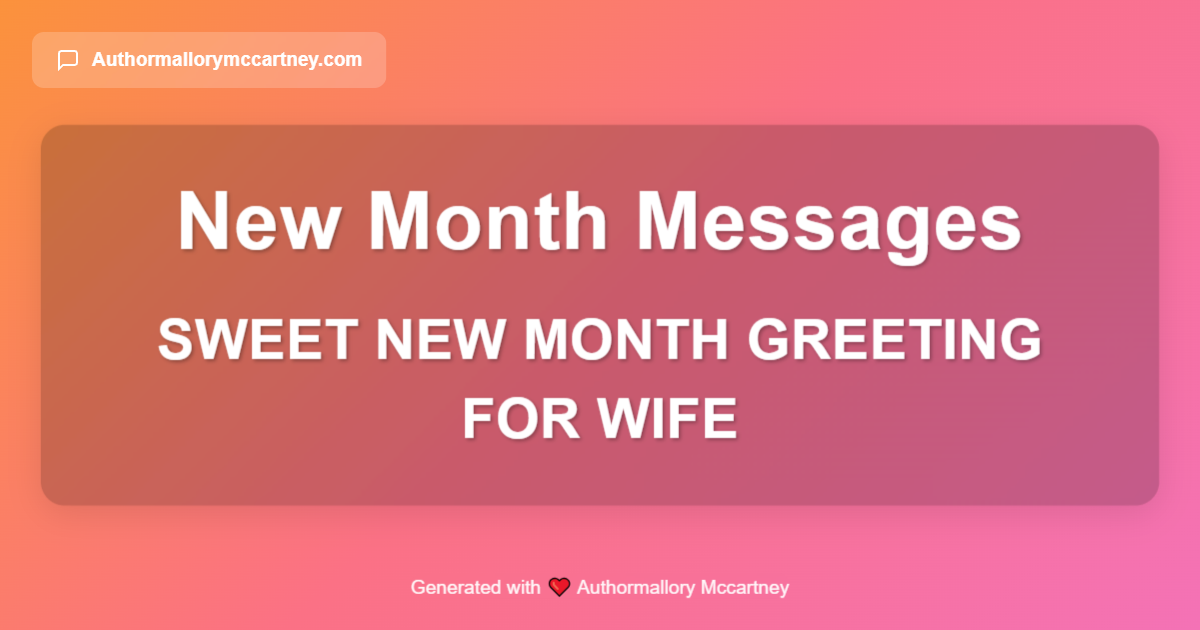 Authormallorymccartney.com
New Month Messages
SWEET NEW MONTH GREETING
FOR WIFE
Generated with ❤️ Authormallory Mccartney